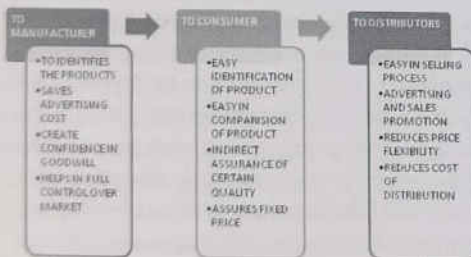 TO
MANUFACTURER
•TO IDENTIFIES
THE PRODUCTS
•SAVES
ADVERTISING
COST
•CREATE
CONFIDENCE IN
GOODWILL
•HELPS IN FULL
CONTROL OVER
MARKET
TO CONSUMER
•EASY
IDENTIFICATION
OF PRODUCT
•EASY IN
COMPANISION
OF PRODUCT
•INDIRECT
ASSURANCE OF
CERTAIN
QUALITY
•ASSURES FIXED
PRICE
TO DISTRIBUTORS
•EASY IN SELLING
PROCESS
•ADVERTISING
AND SALES
PROMOTION
•REDUCES PRICE
FLEXIBILITY
•REDUCES COST
OF
DISTRIBUTION